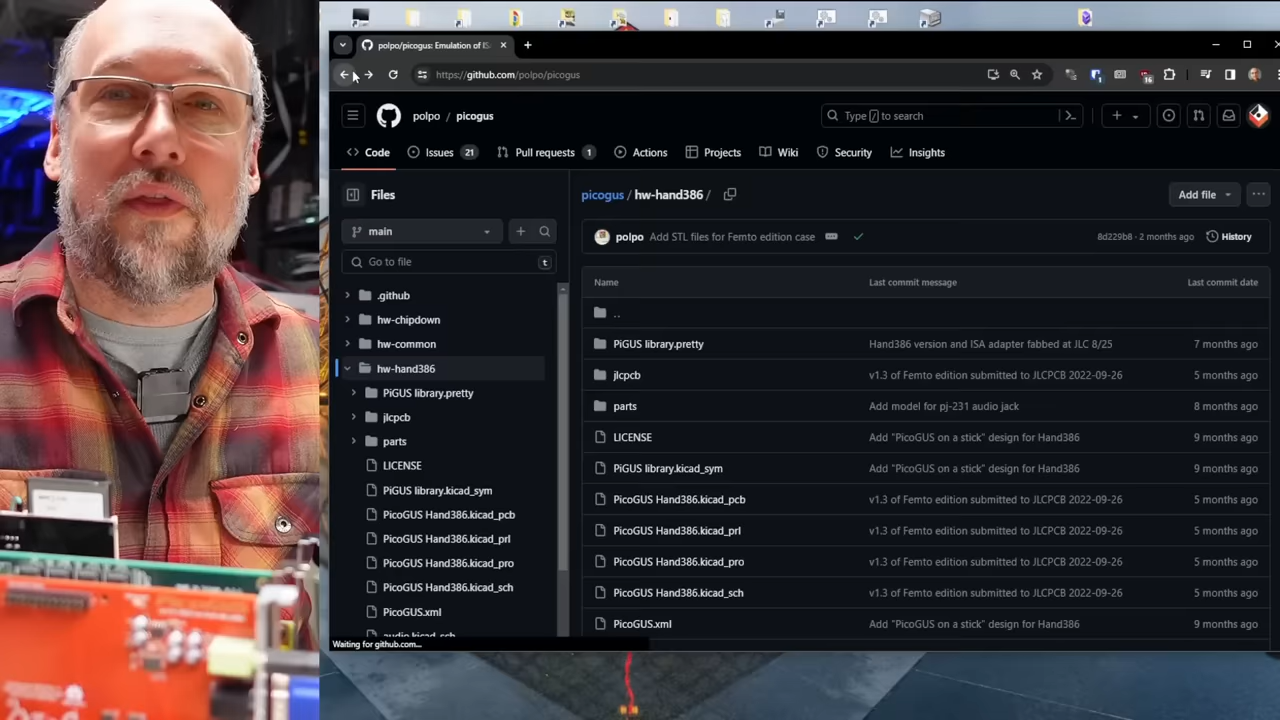 polpo/picogus: Emulation of IS
https://github.com/polpo/picogus
16
polpo / picogus
Type / to search
Code
Issues 21
Pull requests 1
Actions
Projects
Wiki
Security
Insights
Files
main
Go to file
t
.github
hw-chipdown
hw-common
hw-hand386
PiGUS library.pretty
jlcpcb
parts
LICENSE
PiGUS library.kicad_sym
PicoGUS Hand386.kicad_pcb
PicoGUS Hand386.kicad_prl
PicoGUS Hand386.kicad_pro
PicoGUS Hand386.kicad_sch
PicoGUS.xml
audio.kicad_sch
Waiting for github.com...
picogus / hw-hand386 /
Add file
polpo Add STL files for Femto edition case
8d229b8 · 2 months ago
History
Name Last commit message Last commit date
..
PiGUS library.pretty Hand386 version and ISA adapter fabbed at JLC 8/25 7 months ago
jlcpcb v1.3 of Femto edition submitted to JLCPCB 2022-09-26 5 months ago
parts Add model for pj-231 audio jack 8 months ago
LICENSE Add "PicoGUS on a stick" design for Hand386 9 months ago
PiGUS library.kicad_sym Add "PicoGUS on a stick" design for Hand386 9 months ago
PicoGUS Hand386.kicad_pcb v1.3 of Femto edition submitted to JLCPCB 2022-09-26 5 months ago
PicoGUS Hand386.kicad_prl v1.3 of Femto edition submitted to JLCPCB 2022-09-26 5 months ago
PicoGUS Hand386.kicad_pro v1.3 of Femto edition submitted to JLCPCB 2022-09-26 5 months ago
PicoGUS Hand386.kicad_sch v1.3 of Femto edition submitted to JLCPCB 2022-09-26 5 months ago
PicoGUS.xml Add "PicoGUS on a stick" design for Hand386 9 months ago